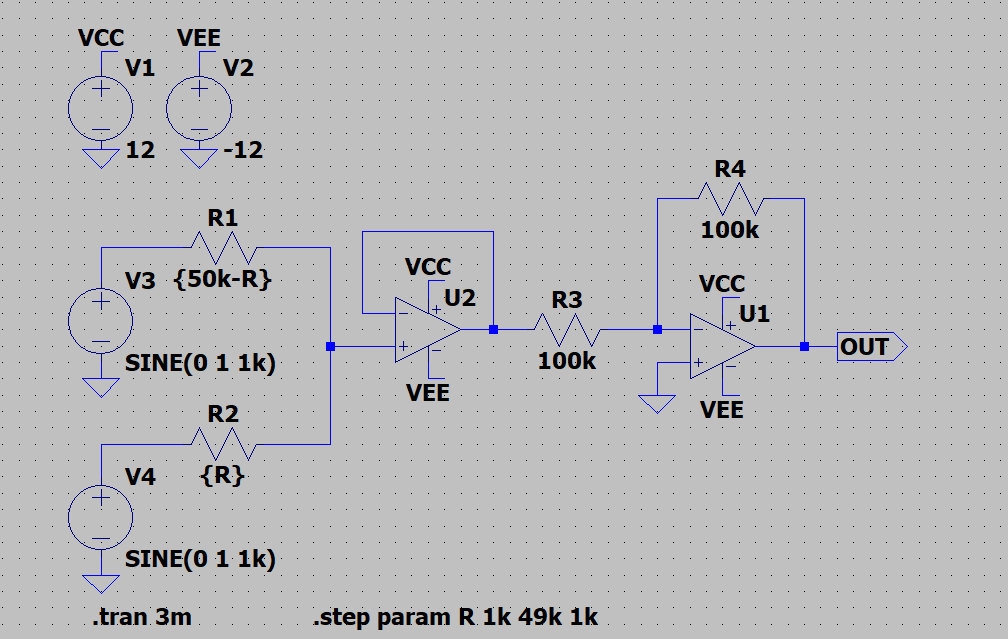 VCC VEE
V1 V2
12 -12
R4
100k
R1
V3 {50k-R}
SINE(0 1 1k)
VCC
U2
VEE
R3
100k
VCC
U1
VEE
OUT
R2
V4 {R}
SINE(0 1 1k)
.tran 3m .step param R 1k 49k 1k